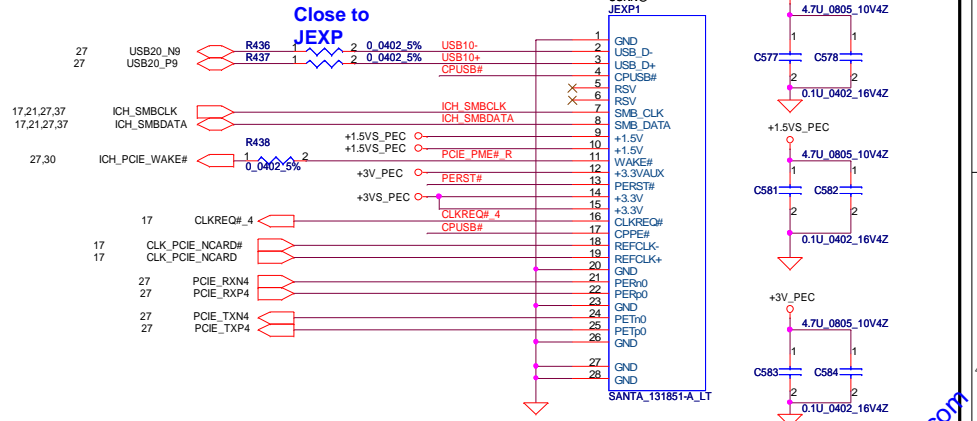 Close to
JEXP
JEXP1
27 USB20_N9 R436 1 2 0_0402_5% USB10- 1 GND
27 USB20_P9 R437 1 2 0_0402_5% USB10+ 2 USB_D-
3 USB_D+
CPUSB# 4 CPUSB#
5 RSV
6 RSV
17,21,27,37 ICH_SMBCLK ICH_SMBCLK 7 SMB_CLK
17,21,27,37 ICH_SMBDATA ICH_SMBDATA 8 SMB_DATA
+1.5VS_PEC 9 +1.5V
+1.5VS_PEC 10 +1.5V
27,30 ICH_PCIE_WAKE# R438 1 2 0_0402_5% PCIE_PME#_R 11 WAKE#
+3V_PEC 12 +3.3VAUX
PERST# 13 PERST#
+3VS_PEC 14 +3.3V
15 +3.3V
17 CLKREQ#_4 CLKREQ#_4 16 CLKREQ#
CPUSB# 17 CPPE#
17 CLK_PCIE_NCARD# 18 REFCLK-
17 CLK_PCIE_NCARD 19 REFCLK+
20 GND
27 PCIE_RXN4 21 PERn0
27 PCIE_RXP4 22 PERp0
23 GND
27 PCIE_TXN4 24 PETn0
27 PCIE_TXP4 25 PETp0
26 GND
27 GND
28 GND
SANTA_131851-A_LT
4.7U_0805_10V4Z
1 1
C577 C578
2 2
0.1U_0402_16V4Z
+1.5VS_PEC
4.7U_0805_10V4Z
1 1
C581 C582
2 2
0.1U_0402_16V4Z
+3V_PEC
4.7U_0805_10V4Z
1 1
C583 C584
2 2
0.1U_0402_16V4Z
com